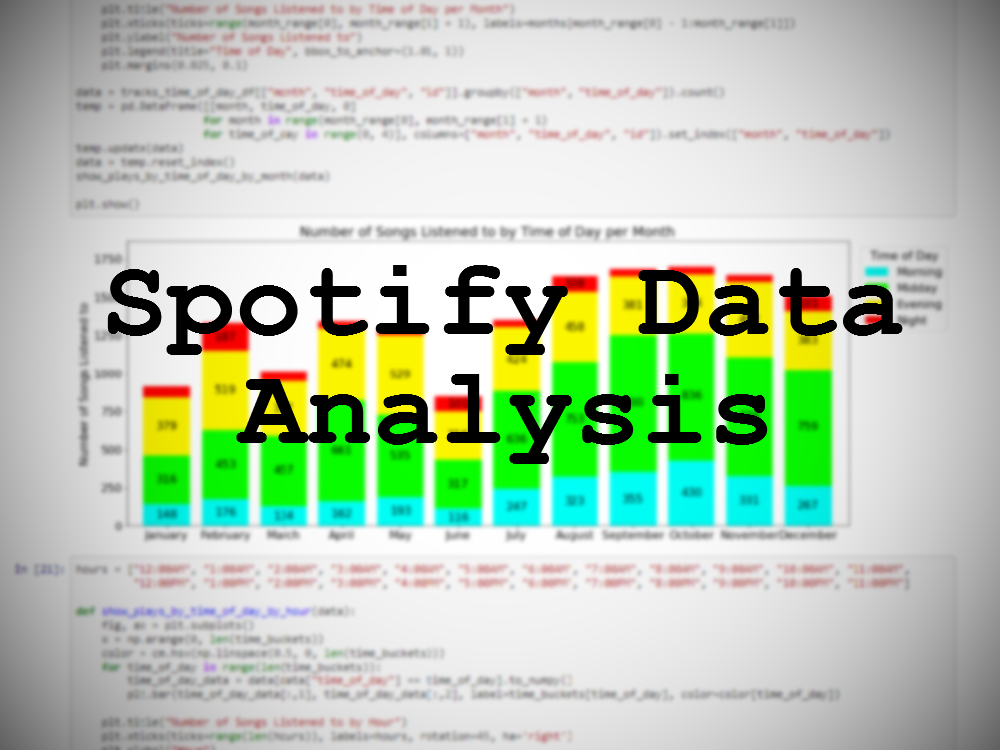 plt.title("Number of Songs Listened to by Time of Day per Month")
plt.xticks(ticks=range(month_range[0], month_range[1] + 1), labels=months[month_range[0] - 1:month_range[1]])
plt.ylabel("Number of Songs Listened to")
plt.legend(title="Time of Day", bbox_to_anchor=(1.01, 1))
plt.margins(0.025, 0.1)
data = tracks_time_of_day_df[["month", "time_of_day", "id"]].groupby(["month", "time_of_day"]).count()
temp = pd.DataFrame([[month, time_of_day, 0]
for month in range(month_range[0], month_range[1] + 1)
for time_of_day in range(0, 4)], columns=["month", "time_of_day", "id"]).set_index(["month", "time_of_day"])
temp.update(data)
data = temp.reset_index()
show_plays_by_time_of_day_by_month(data)
plt.show()
Number of Songs Listened to by Time of Day per Month
Time of Day
Morning
Midday
Evening
Night
Spotify Data
Analysis
Number of Songs Listened to
1750
1250
1000
750
500
250
0
474
519
529
450
381
383
379
316
453
457
661
535
317
636
836
759
148
176
124
162
193
116
247
323
355
430
331
267
January February March April May June July August September October November December
In [21]: hours = ["12:00AM", "1:00AM", "2:00AM", "3:00AM", "4:00AM", "5:00AM", "6:00AM", "7:00AM", "8:00AM", "9:00AM", "10:00AM", "11:00AM",
"12:00PM", "1:00PM", "2:00PM", "3:00PM", "4:00PM", "5:00PM", "6:00PM", "7:00PM", "8:00PM", "9:00PM", "10:00PM", "11:00PM"]
def show_plays_by_time_of_day_by_hour(data):
fig, ax = plt.subplots()
x = np.arange(0, len(time_buckets))
color = cm.hsv(np.linspace(0.5, 0, len(time_buckets)))
for time_of_day in range(len(time_buckets)):
time_of_day_data = data[data["time_of_day"] == time_of_day].to_numpy()
plt.bar(time_of_day_data[:,1], time_of_day_data[:,2], label=time_buckets[time_of_day], color=color[time_of_day])
plt.title("Number of Songs Listened to by Hour")
plt.xticks(ticks=range(len(hours)), labels=hours, rotation=45, ha='right')